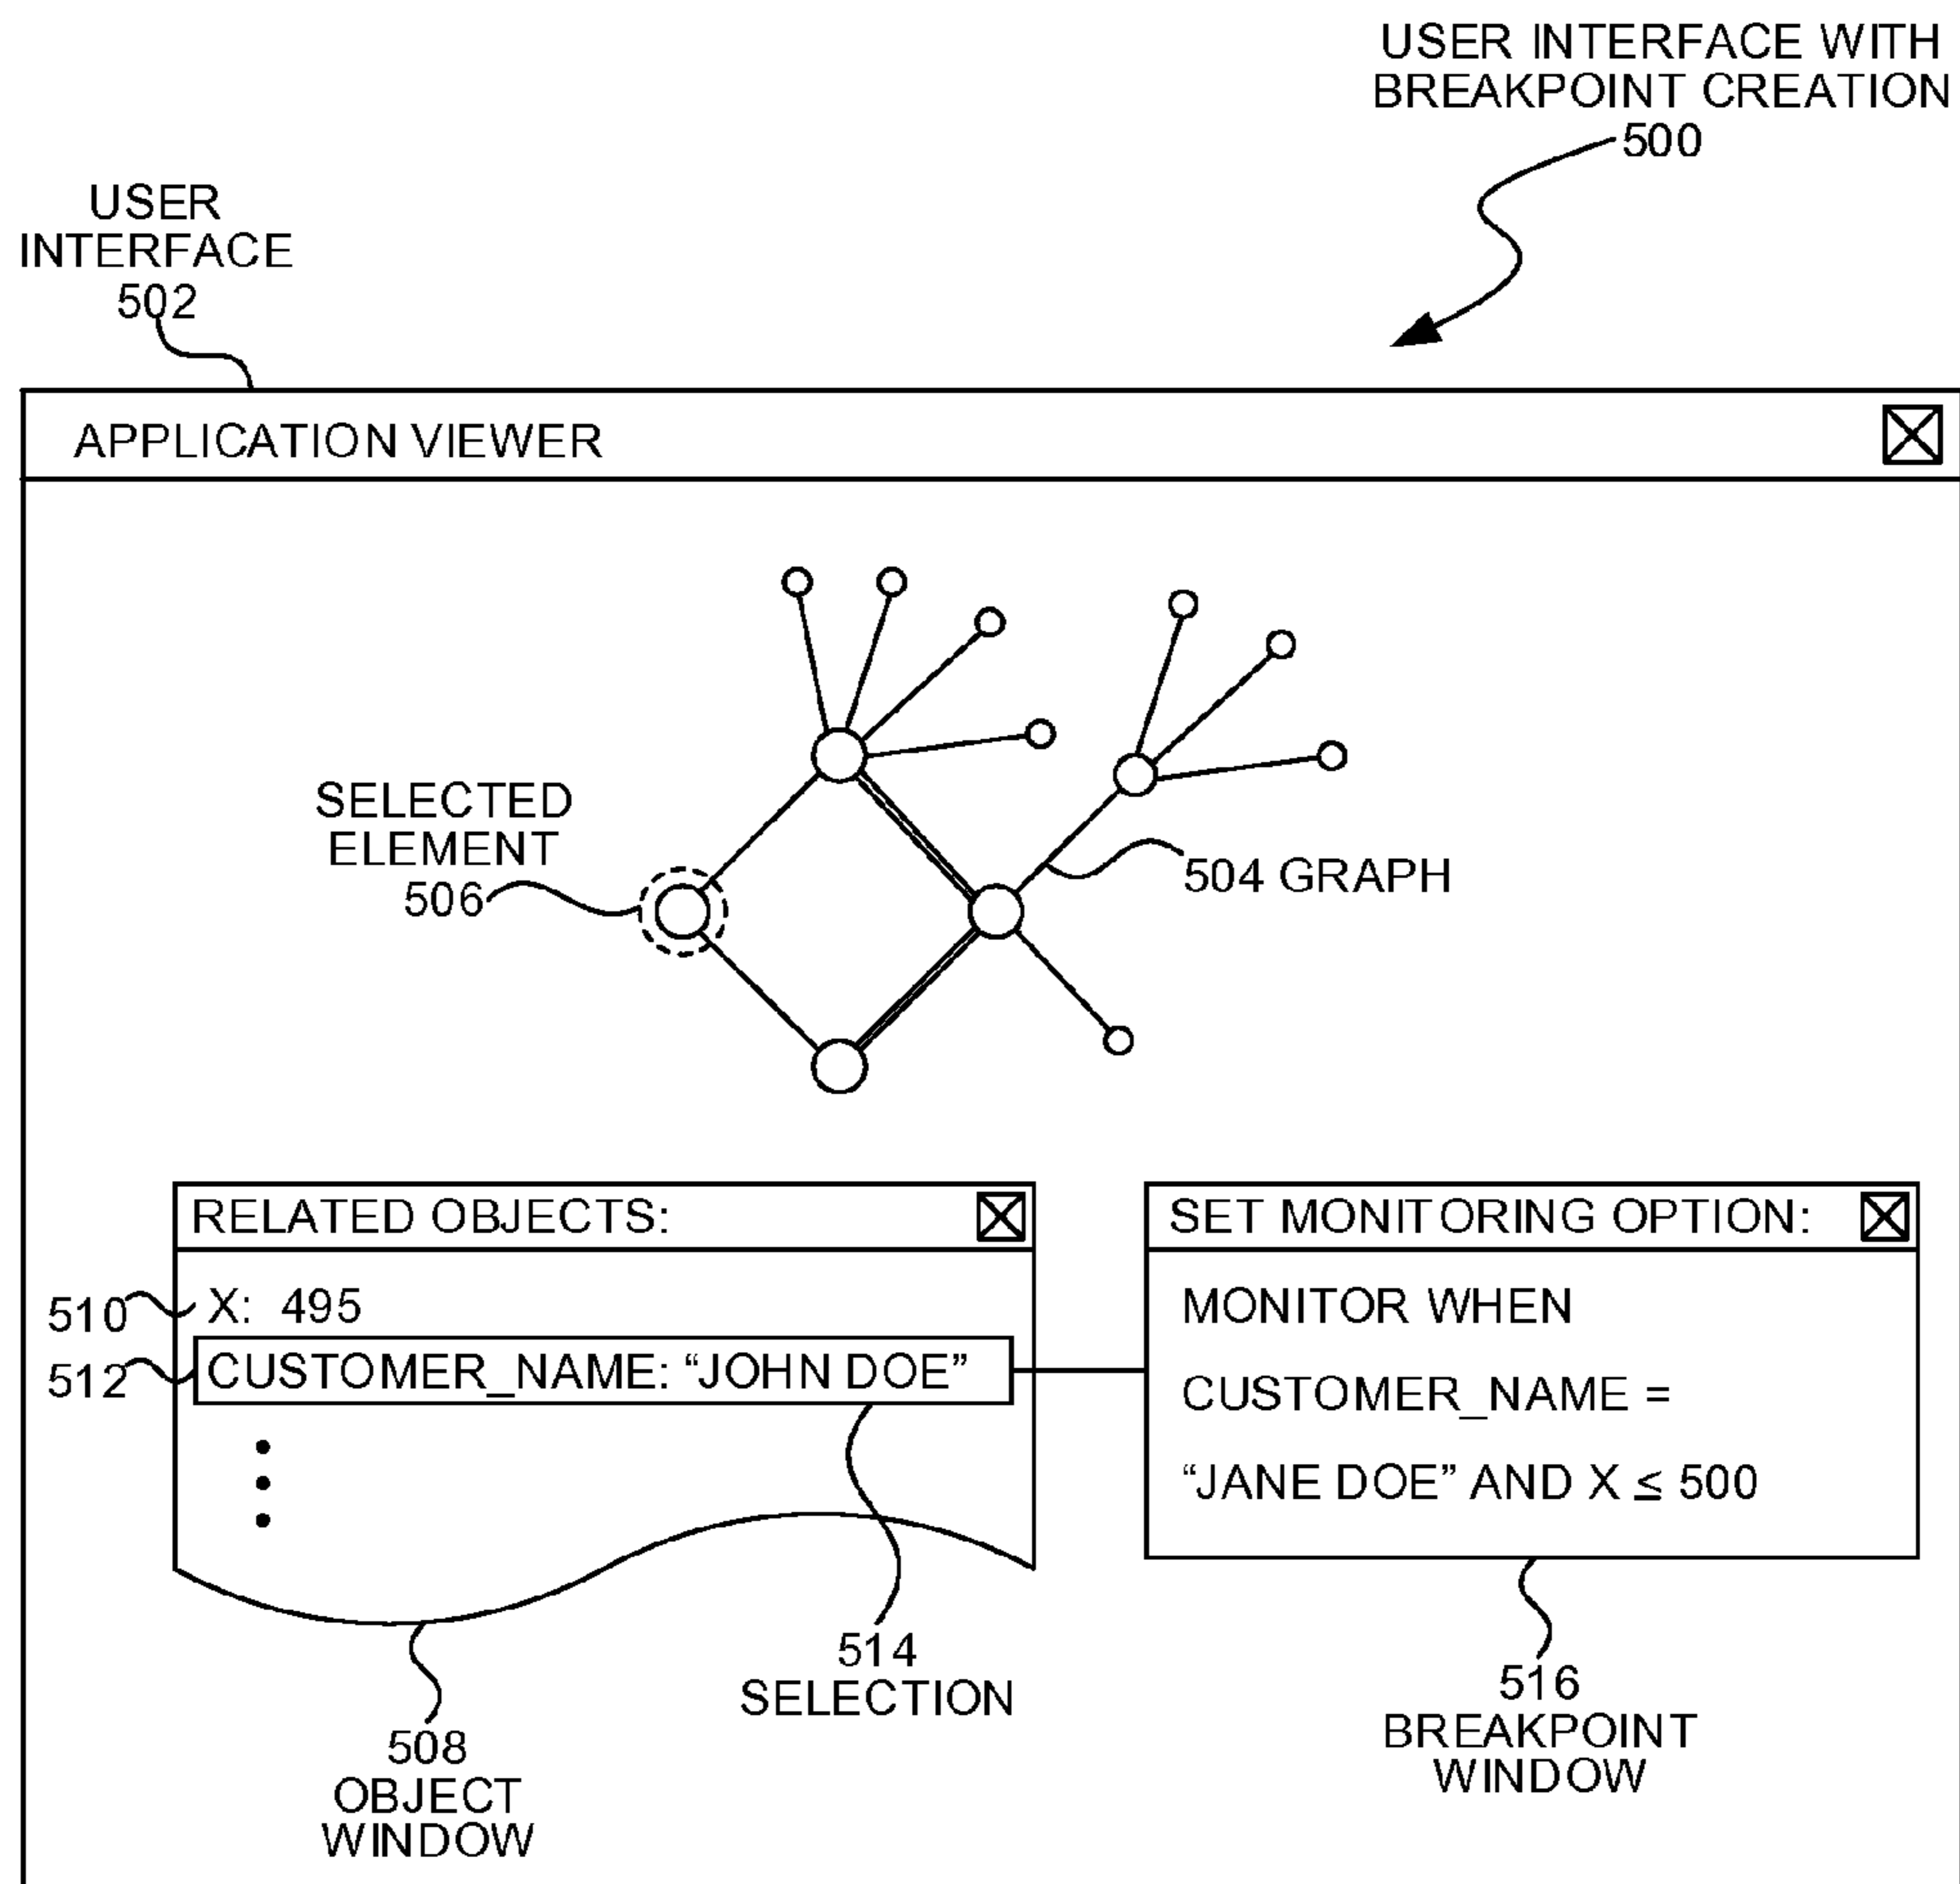 USER INTERFACE WITH
BREAKPOINT CREATION
500
USER
INTERFACE
502
APPLICATION VIEWER
SELECTED
ELEMENT
506
504 GRAPH
RELATED OBJECTS:
510
X: 495
512
CUSTOMER_NAME: “JOHN DOE”
SET MONITORING OPTION:
MONITOR WHEN
CUSTOMER_NAME =
“JANE DOE” AND X ≤ 500
514
SELECTION
516
BREAKPOINT
WINDOW
508
OBJECT
WINDOW